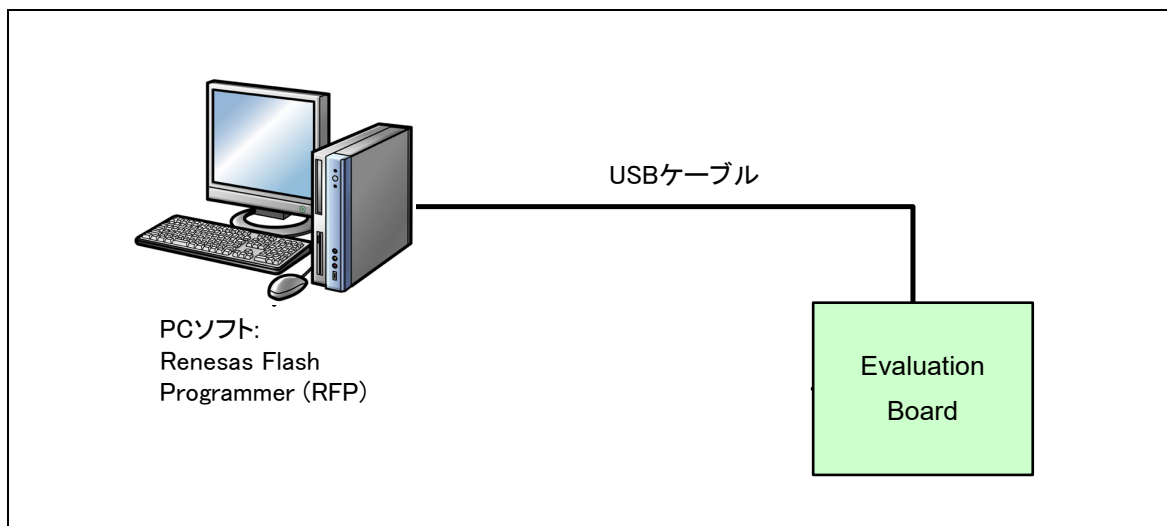 USBケーブル
PCソフト:
Renesas Flash
Programmer (RFP)
Evaluation
Board